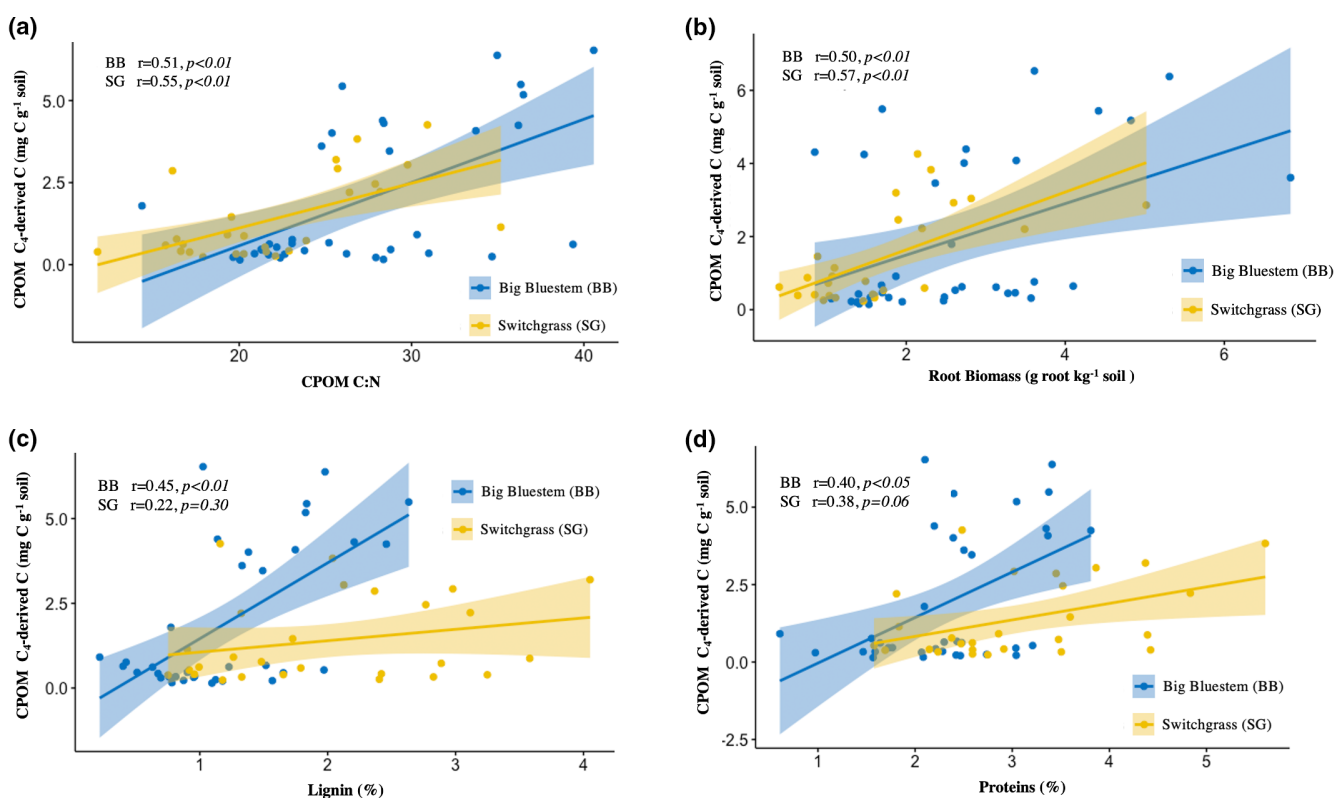 (a)
BB r=0.51, p<0.01
SG r=0.55, p<0.01
CPOM C₄-derived C (mg C g⁻¹ soil)
5.0
2.5
0.0
Big Bluestem (BB)
Switchgrass (SG)
20 30 40
CPOM C:N
(b)
BB r=0.50, p<0.01
SG r=0.57, p<0.01
CPOM C₄-derived C (mg C g⁻¹ soil)
6
4
2
0
Big Bluestem (BB)
Switchgrass (SG)
2 4 6
Root Biomass (g root kg⁻¹ soil )
(c)
BB r=0.45, p<0.01
SG r=0.22, p=0.30
CPOM C₄-derived C (mg C g⁻¹ soil)
Big Bluestem (BB)
Switchgrass (SG)
5.0
2.5
0.0
1 2 3 4
Lignin (%)
(d)
BB r=0.40, p<0.05
SG r=0.38, p=0.06
CPOM C₄-derived C (mg C g⁻¹ soil)
5.0
2.5
0.0
-2.5
Big Bluestem (BB)
Switchgrass (SG)
1 2 3 4 5
Proteins (%)